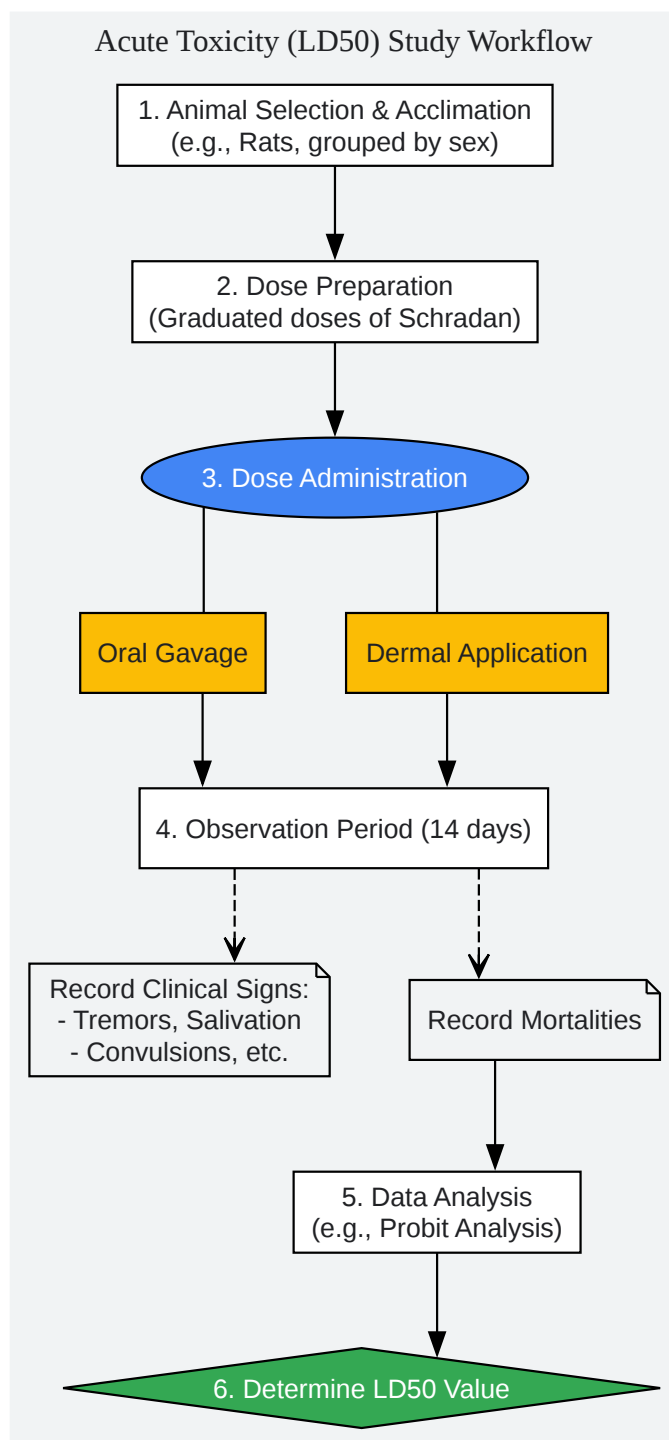 Acute Toxicity (LD50) Study Workflow
1. Animal Selection & Acclimation
(e.g., Rats, grouped by sex)
2. Dose Preparation
(Graduated doses of Schradan)
3. Dose Administration
Oral Gavage
Dermal Application
4. Observation Period (14 days)
Record Clinical Signs:
- Tremors, Salivation
- Convulsions, etc.
Record Mortalities
5. Data Analysis
(e.g., Probit Analysis)
6. Determine LD50 Value